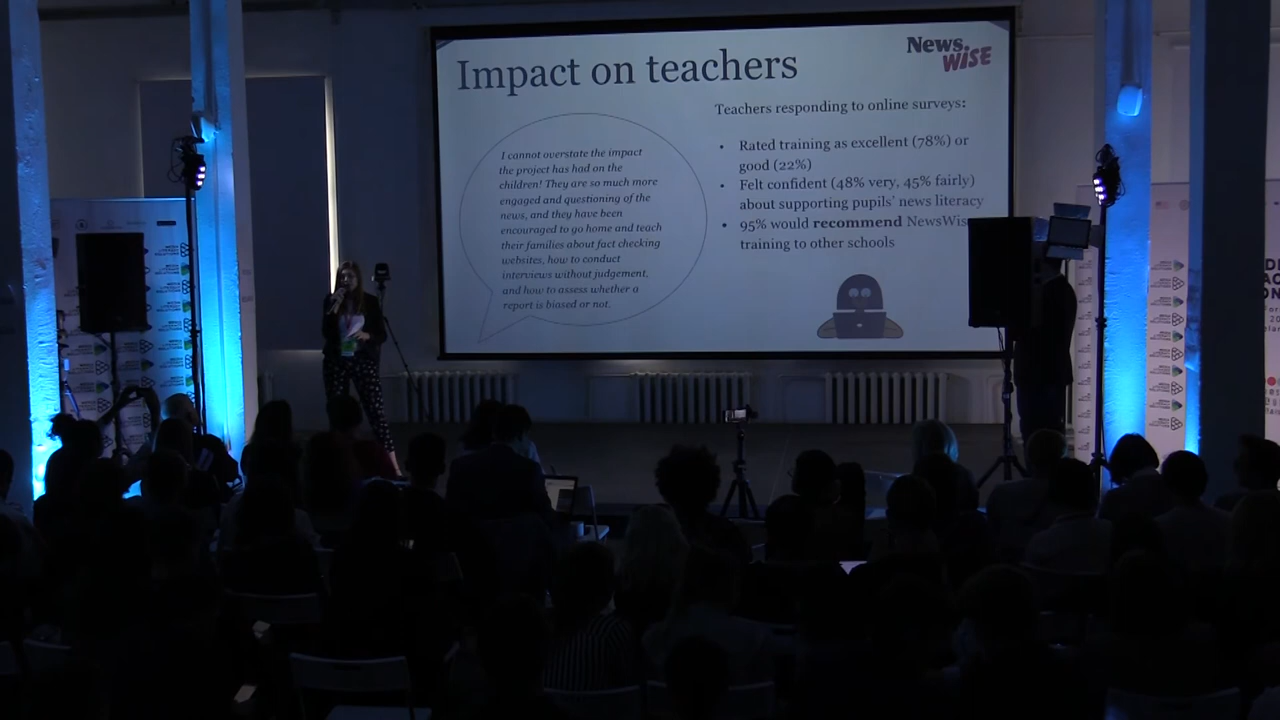 Impact on teachers
News
WISE
I cannot overstate the impact
the project has had on the
children! They are so much more
engaged and questioning of the
news, and they have been
encouraged to go home and teach
their families about fact checking
websites, how to conduct
interviews without judgement,
and how to assess whether a
report is biased or not.
Teachers responding to online surveys:
• Rated training as excellent (78%) or
good (22%)
• Felt confident (48% very, 45% fairly)
about supporting pupils' news literacy
• 95% would recommend NewsWis
training to other schools